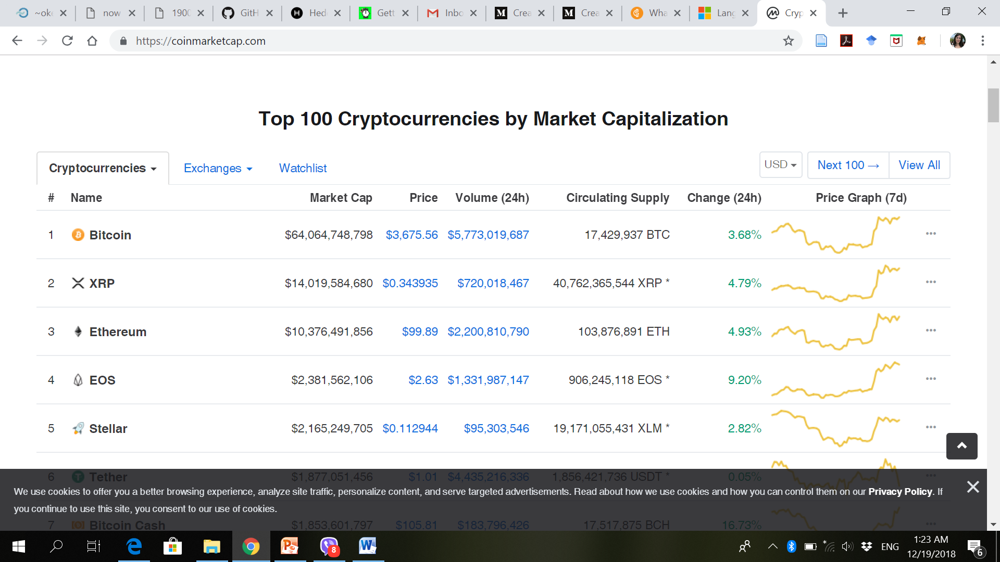 ~oke now 1900 GitH Hed Gett Inbo Crea Crea Wha Lang Cryp
https://coinmarketcap.com
Top 100 Cryptocurrencies by Market Capitalization
Cryptocurrencies Exchanges Watchlist USD Next 100 → View All
# Name Market Cap Price Volume (24h) Circulating Supply Change (24h) Price Graph (7d)
1 Bitcoin $64,064,748,798 $3,675.56 $5,773,019,687 17,429,937 BTC 3.68%
2 XRP $14,019,584,680 $0.343935 $720,018,467 40,762,365,544 XRP * 4.79%
3 Ethereum $10,376,491,856 $99.89 $2,200,810,790 103,876,891 ETH 4.93%
4 EOS $2,381,562,106 $2.63 $1,331,987,147 906,245,118 EOS * 9.20%
5 Stellar $2,165,249,705 $0.112944 $95,303,546 19,171,055,431 XLM * 2.82%
6 Tether $1,877,051,456 $1.01 $4,435,216,336 1,856,421,736 USDT * 0.05%
We use cookies to offer you a better browsing experience, analyze site traffic, personalize content, and serve targeted advertisements. Read about how we use cookies and how you can control them on our Privacy Policy. If
you continue to use this site, you consent to our use of cookies.
7 Bitcoin Cash $1,853,601,797 $105.81 $183,796,426 17,517,875 BCH 16.73%
8 ENG 1:23 AM
12/19/2018 6